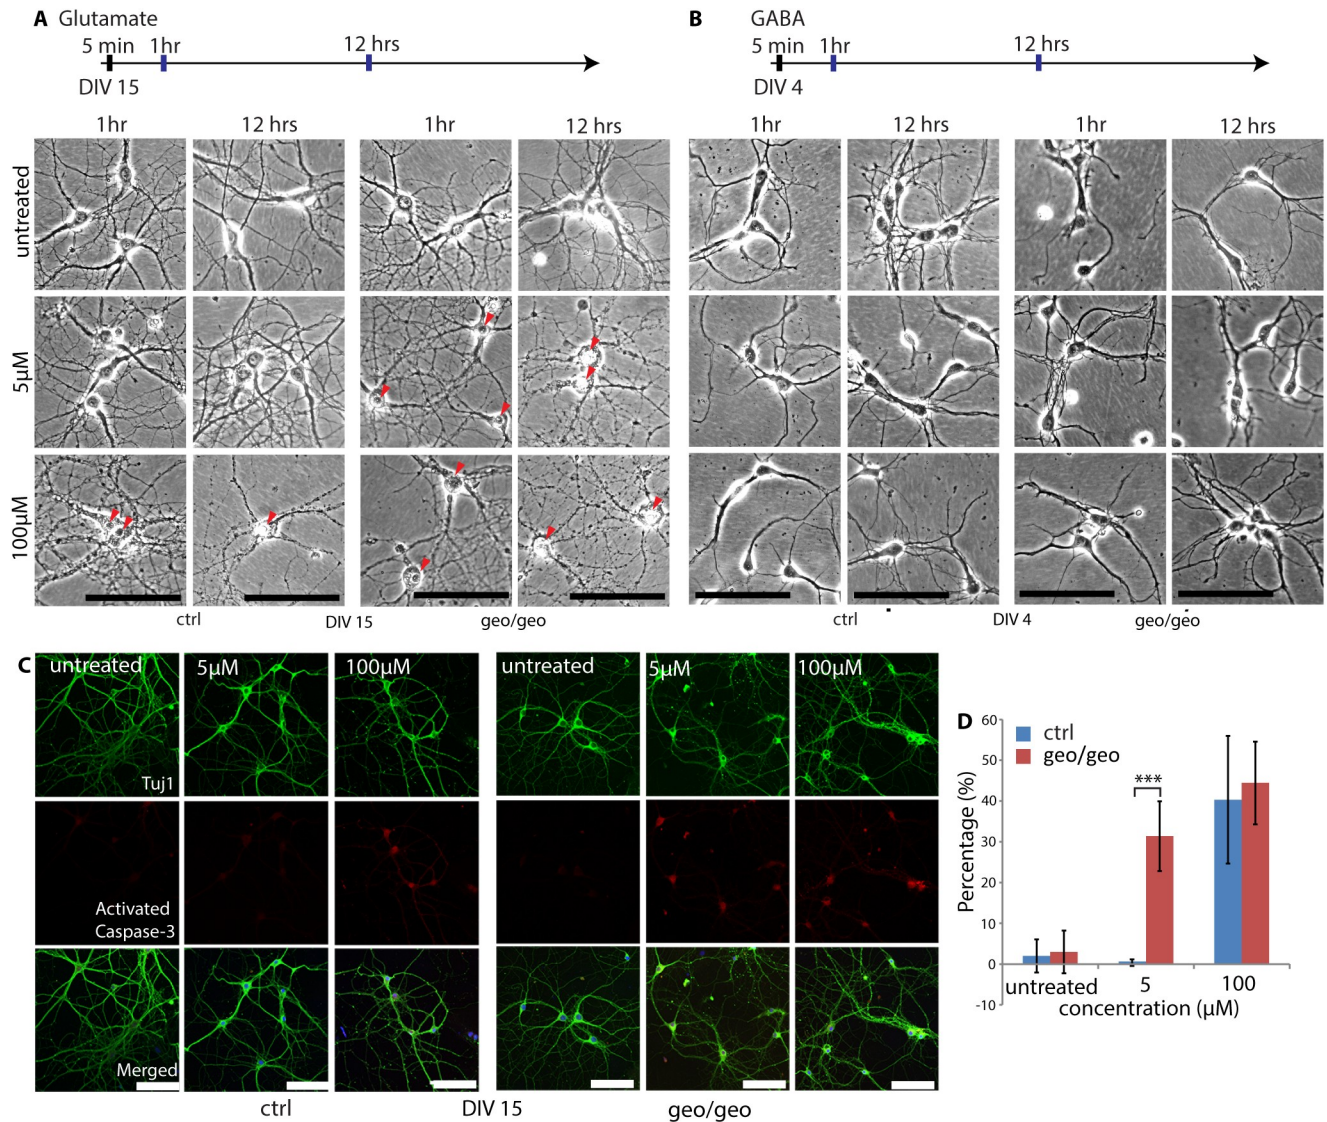 A Glutamate
5 min 1hr 12 hrs
DIV 15
1hr 12 hrs 1hr 12 hrs
untreated
5µM
100µM
ctrl DIV 15 geo/geo
B GABA
5 min 1hr 12 hrs
DIV 4
1hr 12 hrs 1hr 12 hrs
ctrl DIV 4 geo/geo
C untreated 5µM 100µM untreated 5µM 100µM
Tuj1
Activated
Caspase-3
Merged
ctrl DIV 15 geo/geo
D
ctrl
geo/geo
***
Percentage (%)
60
50
40
30
20
10
0
-10
untreated 5 100
concentration (µM)